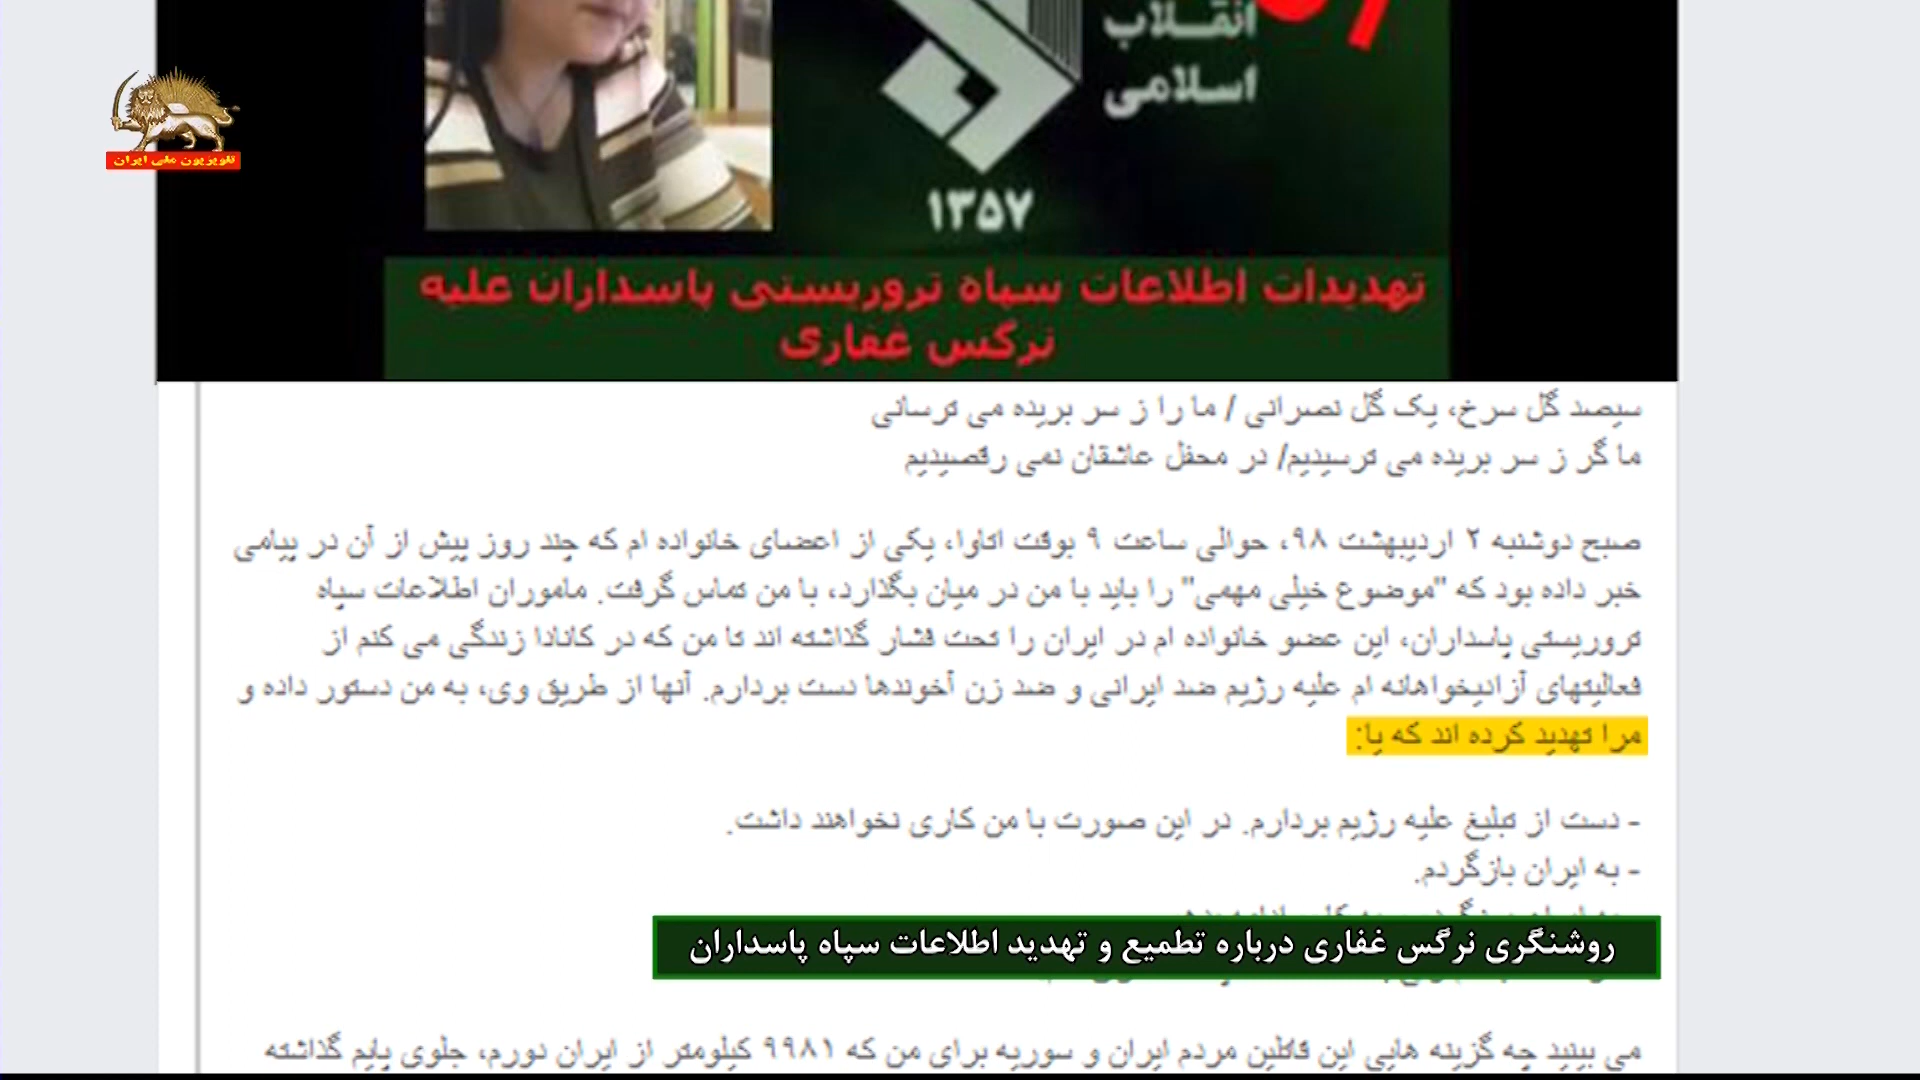 تلویزیون ملی ایران
انقلاب
اسلامی
۱۳۵۷
تهدیدات اطلاعات سپاه تروریستی پاسداران علیه
نرگس غفاری
سیصد گل سرخ، یک گل نصرانی / ما را ز سر بریده می ترسانی
ما گر ز سر بریده می ترسیدیم/ در محفل عاشقان نمی رقصیدیم
صبح دوشنبه ۲ اردیبهشت ۹۸، حوالی ساعت ۹ بوقت اتاوا، یکی از اعضای خانواده ام که چند روز پیش از آن در پیامی
خبر داده بود که "موضوع خیلی مهمی" را باید با من در میان بگذارد، با من تماس گرفت. ماموران اطلاعات سپاه
تروریستی پاسداران، این عضو خانواده ام در ایران را تحت فشار گذاشته اند تا من که در کانادا زندگی می کنم از
فعالیتهای آزادیخواهانه ام علیه رژیم ضد ایرانی و ضد زن آخوندها دست بردارم. آنها از طریق وی، به من دستور داده و
مرا تهدید کرده اند که یا:
- دست از تبلیغ علیه رژیم بردارم. در این صورت با من کاری نخواهند داشت.
- به ایران بازگردم.
روشنگری نرگس غفاری درباره تطمیع و تهدید اطلاعات سپاه پاسداران
می بینید چه گزینه هایی این قاتلین مردم ایران و سوریه برای من که ۹۹۸۱ کیلومتر از ایران دورم، جلوی پایم گذاشته